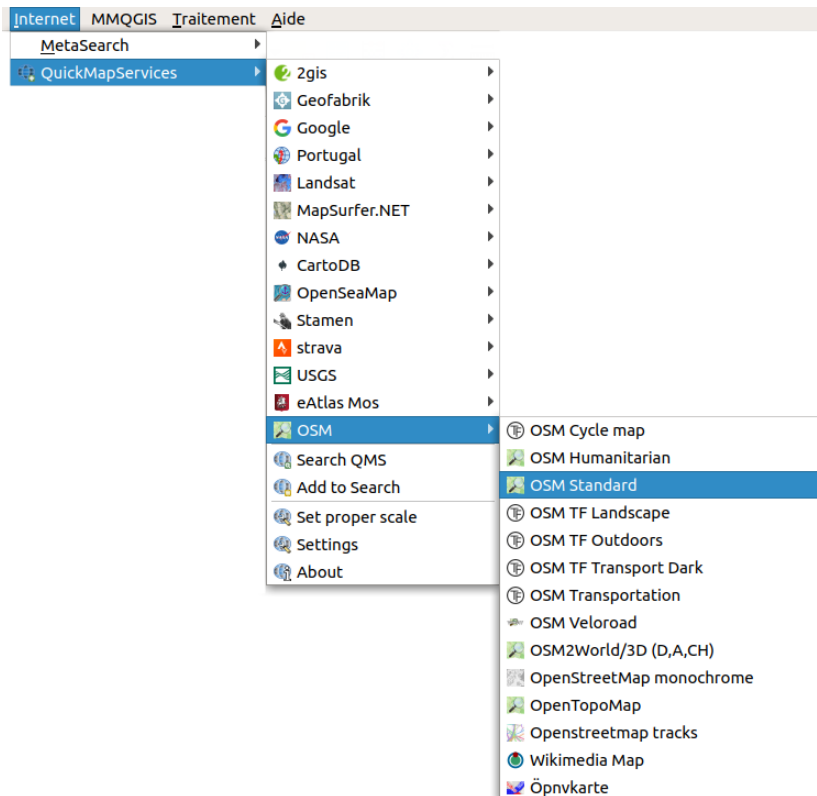 Internet MMQGIS Traitement Aide
MetaSearch
QuickMapServices
2gis
Geofabrik
Google
Portugal
Landsat
MapSurfer.NET
NASA
CartoDB
OpenSeaMap
Stamen
strava
USGS
eAtlas Mos
OSM
Search QMS
Add to Search
Set proper scale
Settings
About
OSM Cycle map
OSM Humanitarian
OSM Standard
OSM TF Landscape
OSM TF Outdoors
OSM TF Transport Dark
OSM Transportation
OSM Veloroad
OSM2World/3D (D,A,CH)
OpenStreetMap monochrome
OpenTopoMap
Openstreetmap tracks
Wikimedia Map
Öpnvkarte